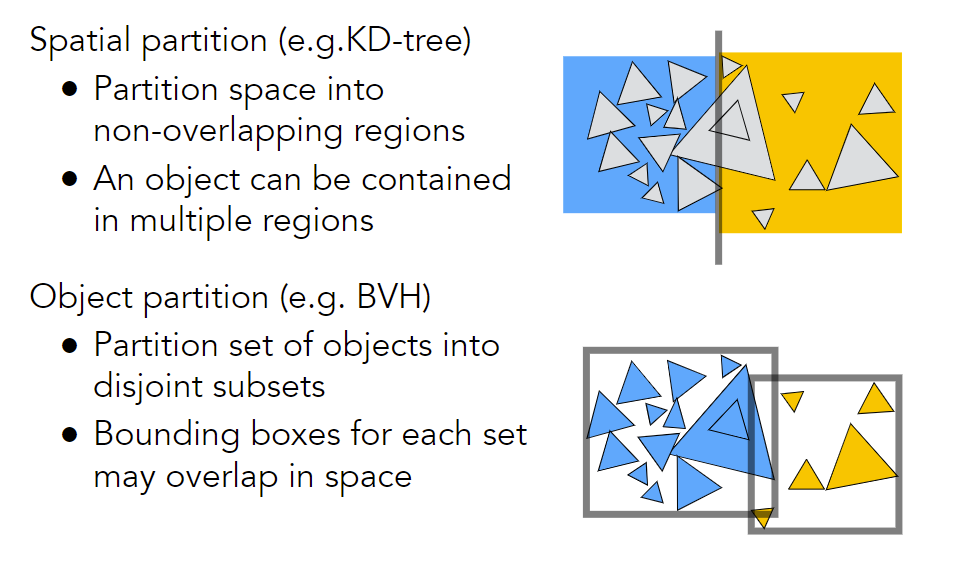 Spatial partition (e.g.KD-tree)
● Partition space into
non-overlapping regions
● An object can be contained
in multiple regions
Object partition (e.g. BVH)
● Partition set of objects into
disjoint subsets
● Bounding boxes for each set
may overlap in space